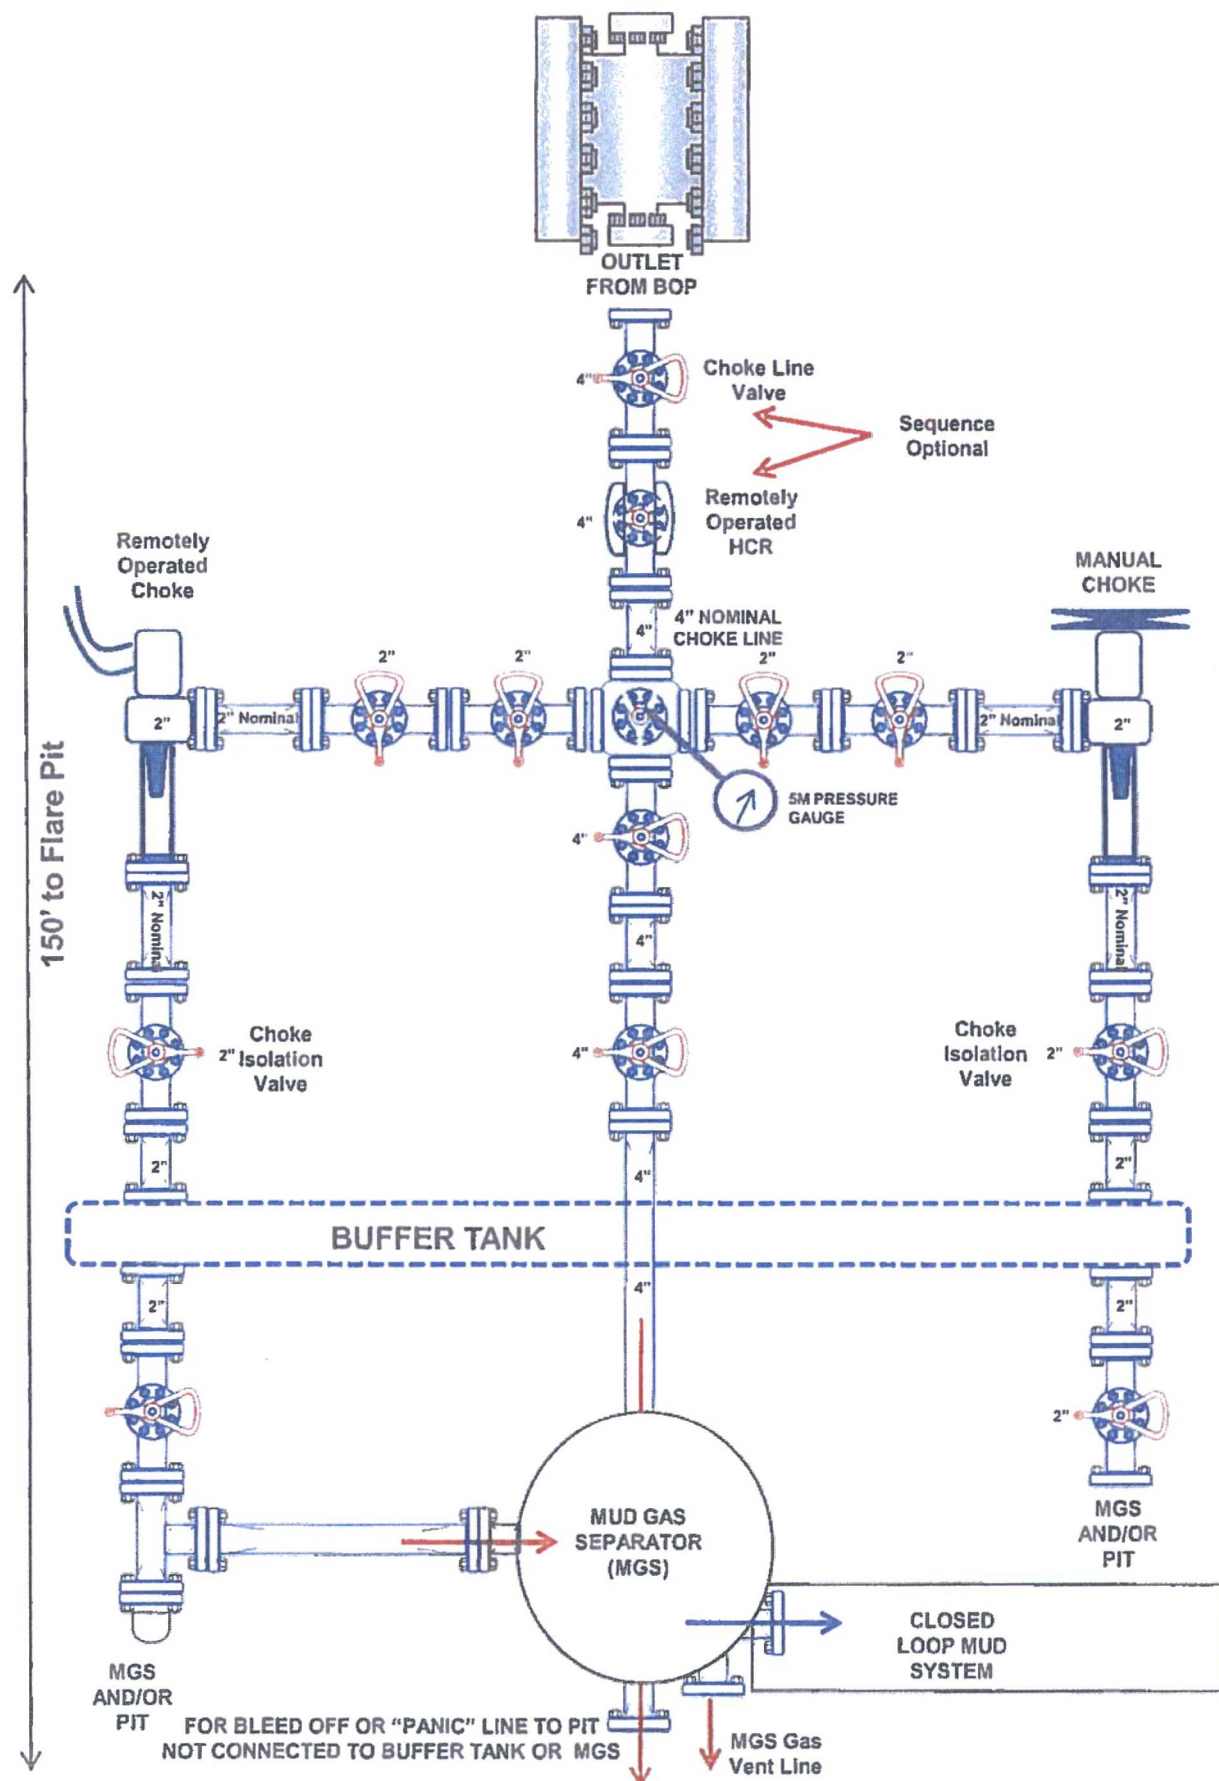 OUTLET
FROM BOP
4"
Choke Line
Valve
Sequence
Optional
4"
Remotely
Operated
HCR
Remotely
Operated
Choke
MANUAL
CHOKE
4"
4" NOMINAL
CHOKE LINE
2"
2"
2"
2"
2"
2" Nominal
2" Nominal
2"
5M PRESSURE
GAUGE
4"
150' to Flare Pit
2" Nominal
4"
2" Nominal
2"
Choke
Isolation
Valve
4"
Choke
Isolation
Valve
2"
2"
4"
2"
BUFFER TANK
2"
4"
2"
2"
MUD GAS
SEPARATOR
(MGS)
MGS
AND/OR
PIT
CLOSED
LOOP MUD
SYSTEM
MGS
AND/OR
PIT
FOR BLEED OFF OR "PANIC" LINE TO PIT
NOT CONNECTED TO BUFFER TANK OR MGS
MGS Gas
Vent Line